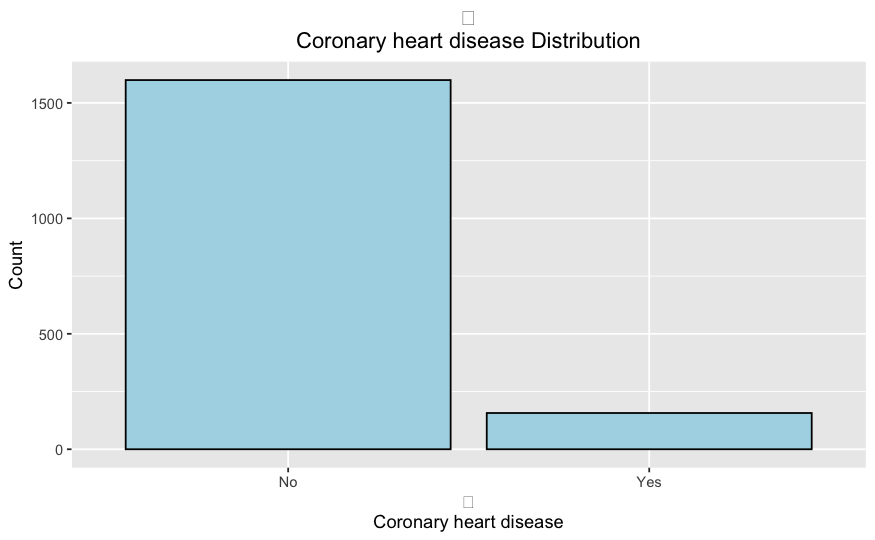 Coronary heart disease Distribution
Count
1500
1000
500
0
No
Yes
Coronary heart disease